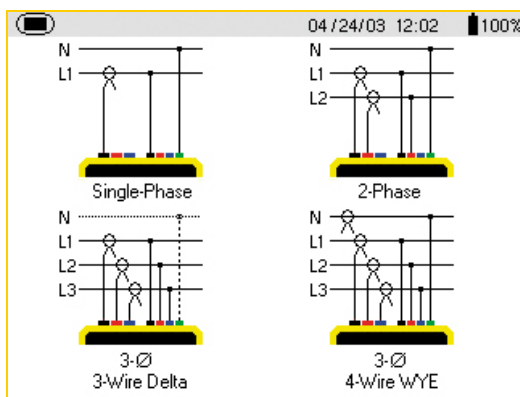 04/24/03 12:02 100%
N
L1
Single-Phase
N
L1
L2
2-Phase
N
L1
L2
L3
3-Ø
3-Wire Delta
N
L1
L2
L3
3-Ø
4-Wire WYE